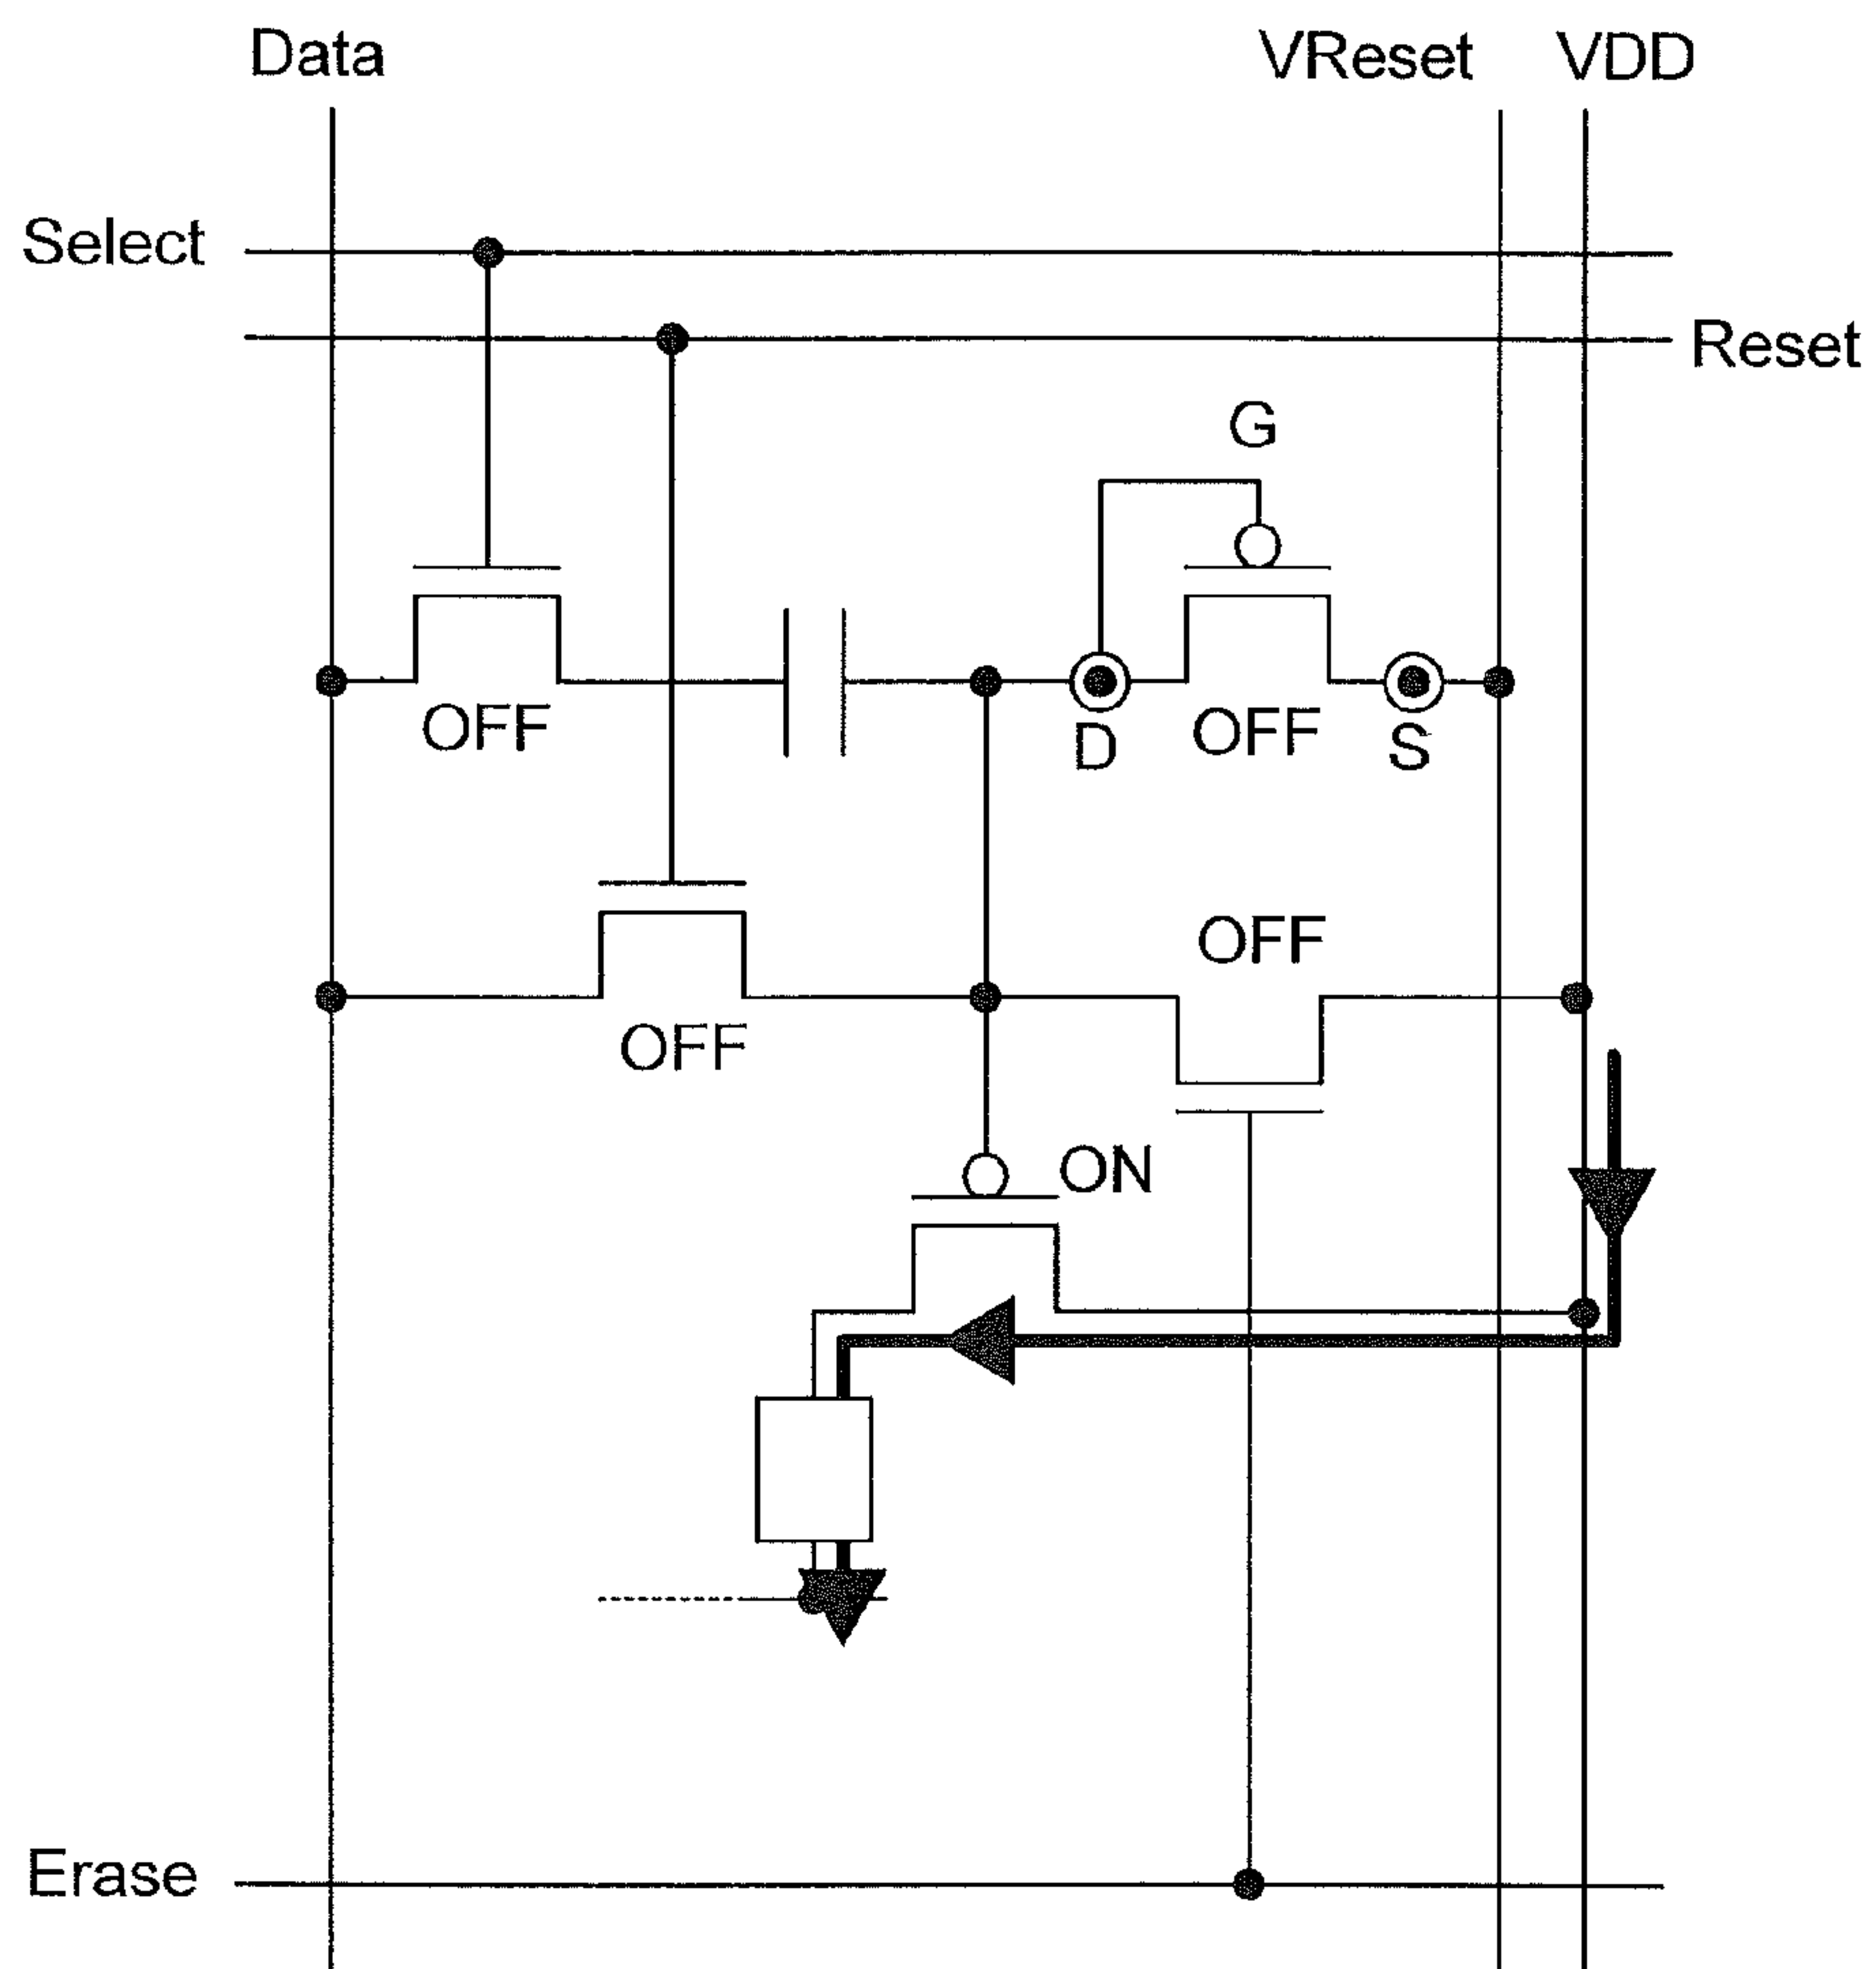 Data
VReset
VDD
Select
Reset
G
OFF
D
OFF
S
OFF
OFF
ON
Erase